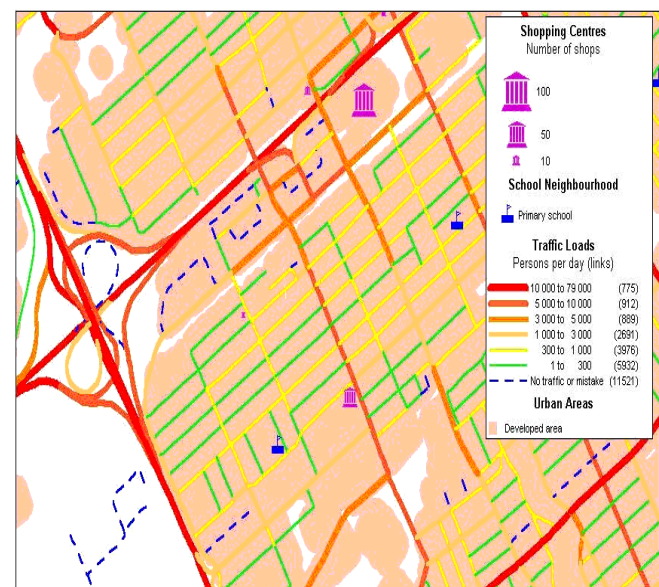 Shopping Centres
Number of shops
100
50
10
School Neighbourhood
Primary school
Traffic Loads
Persons per day (links)
10 000 to 79 000 (775)
5 000 to 10 000 (912)
3 000 to 5 000 (889)
1 000 to 3 000 (2691)
300 to 1 000 (3976)
1 to 300 (5932)
No traffic or mistake (11521)
Urban Areas
Developed area